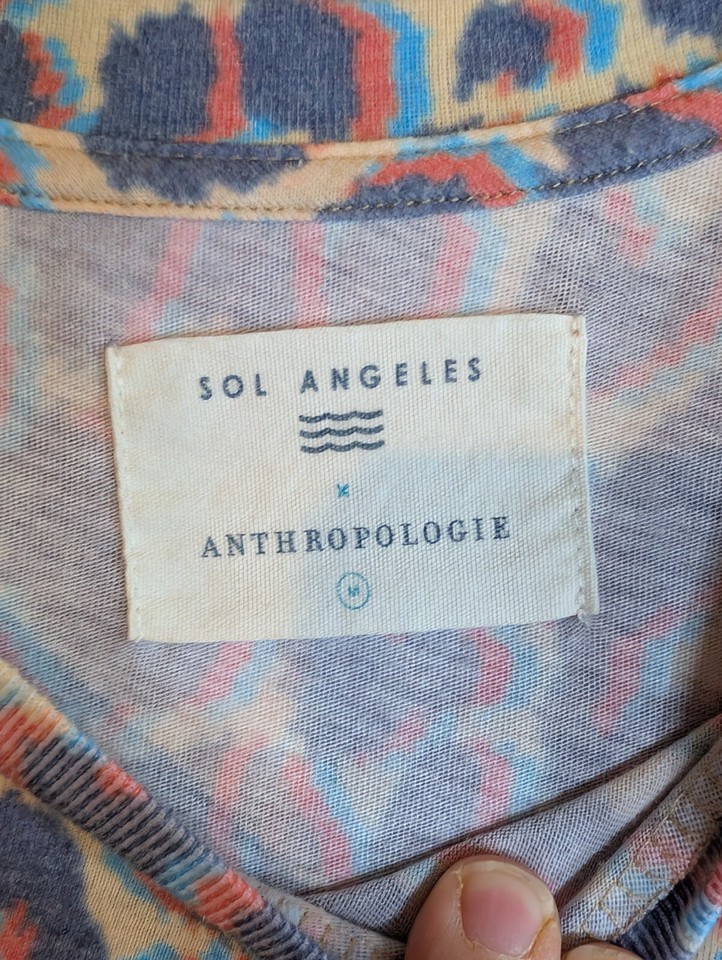 SOL ANGELES
x
ANTHROPOLOGIE
M